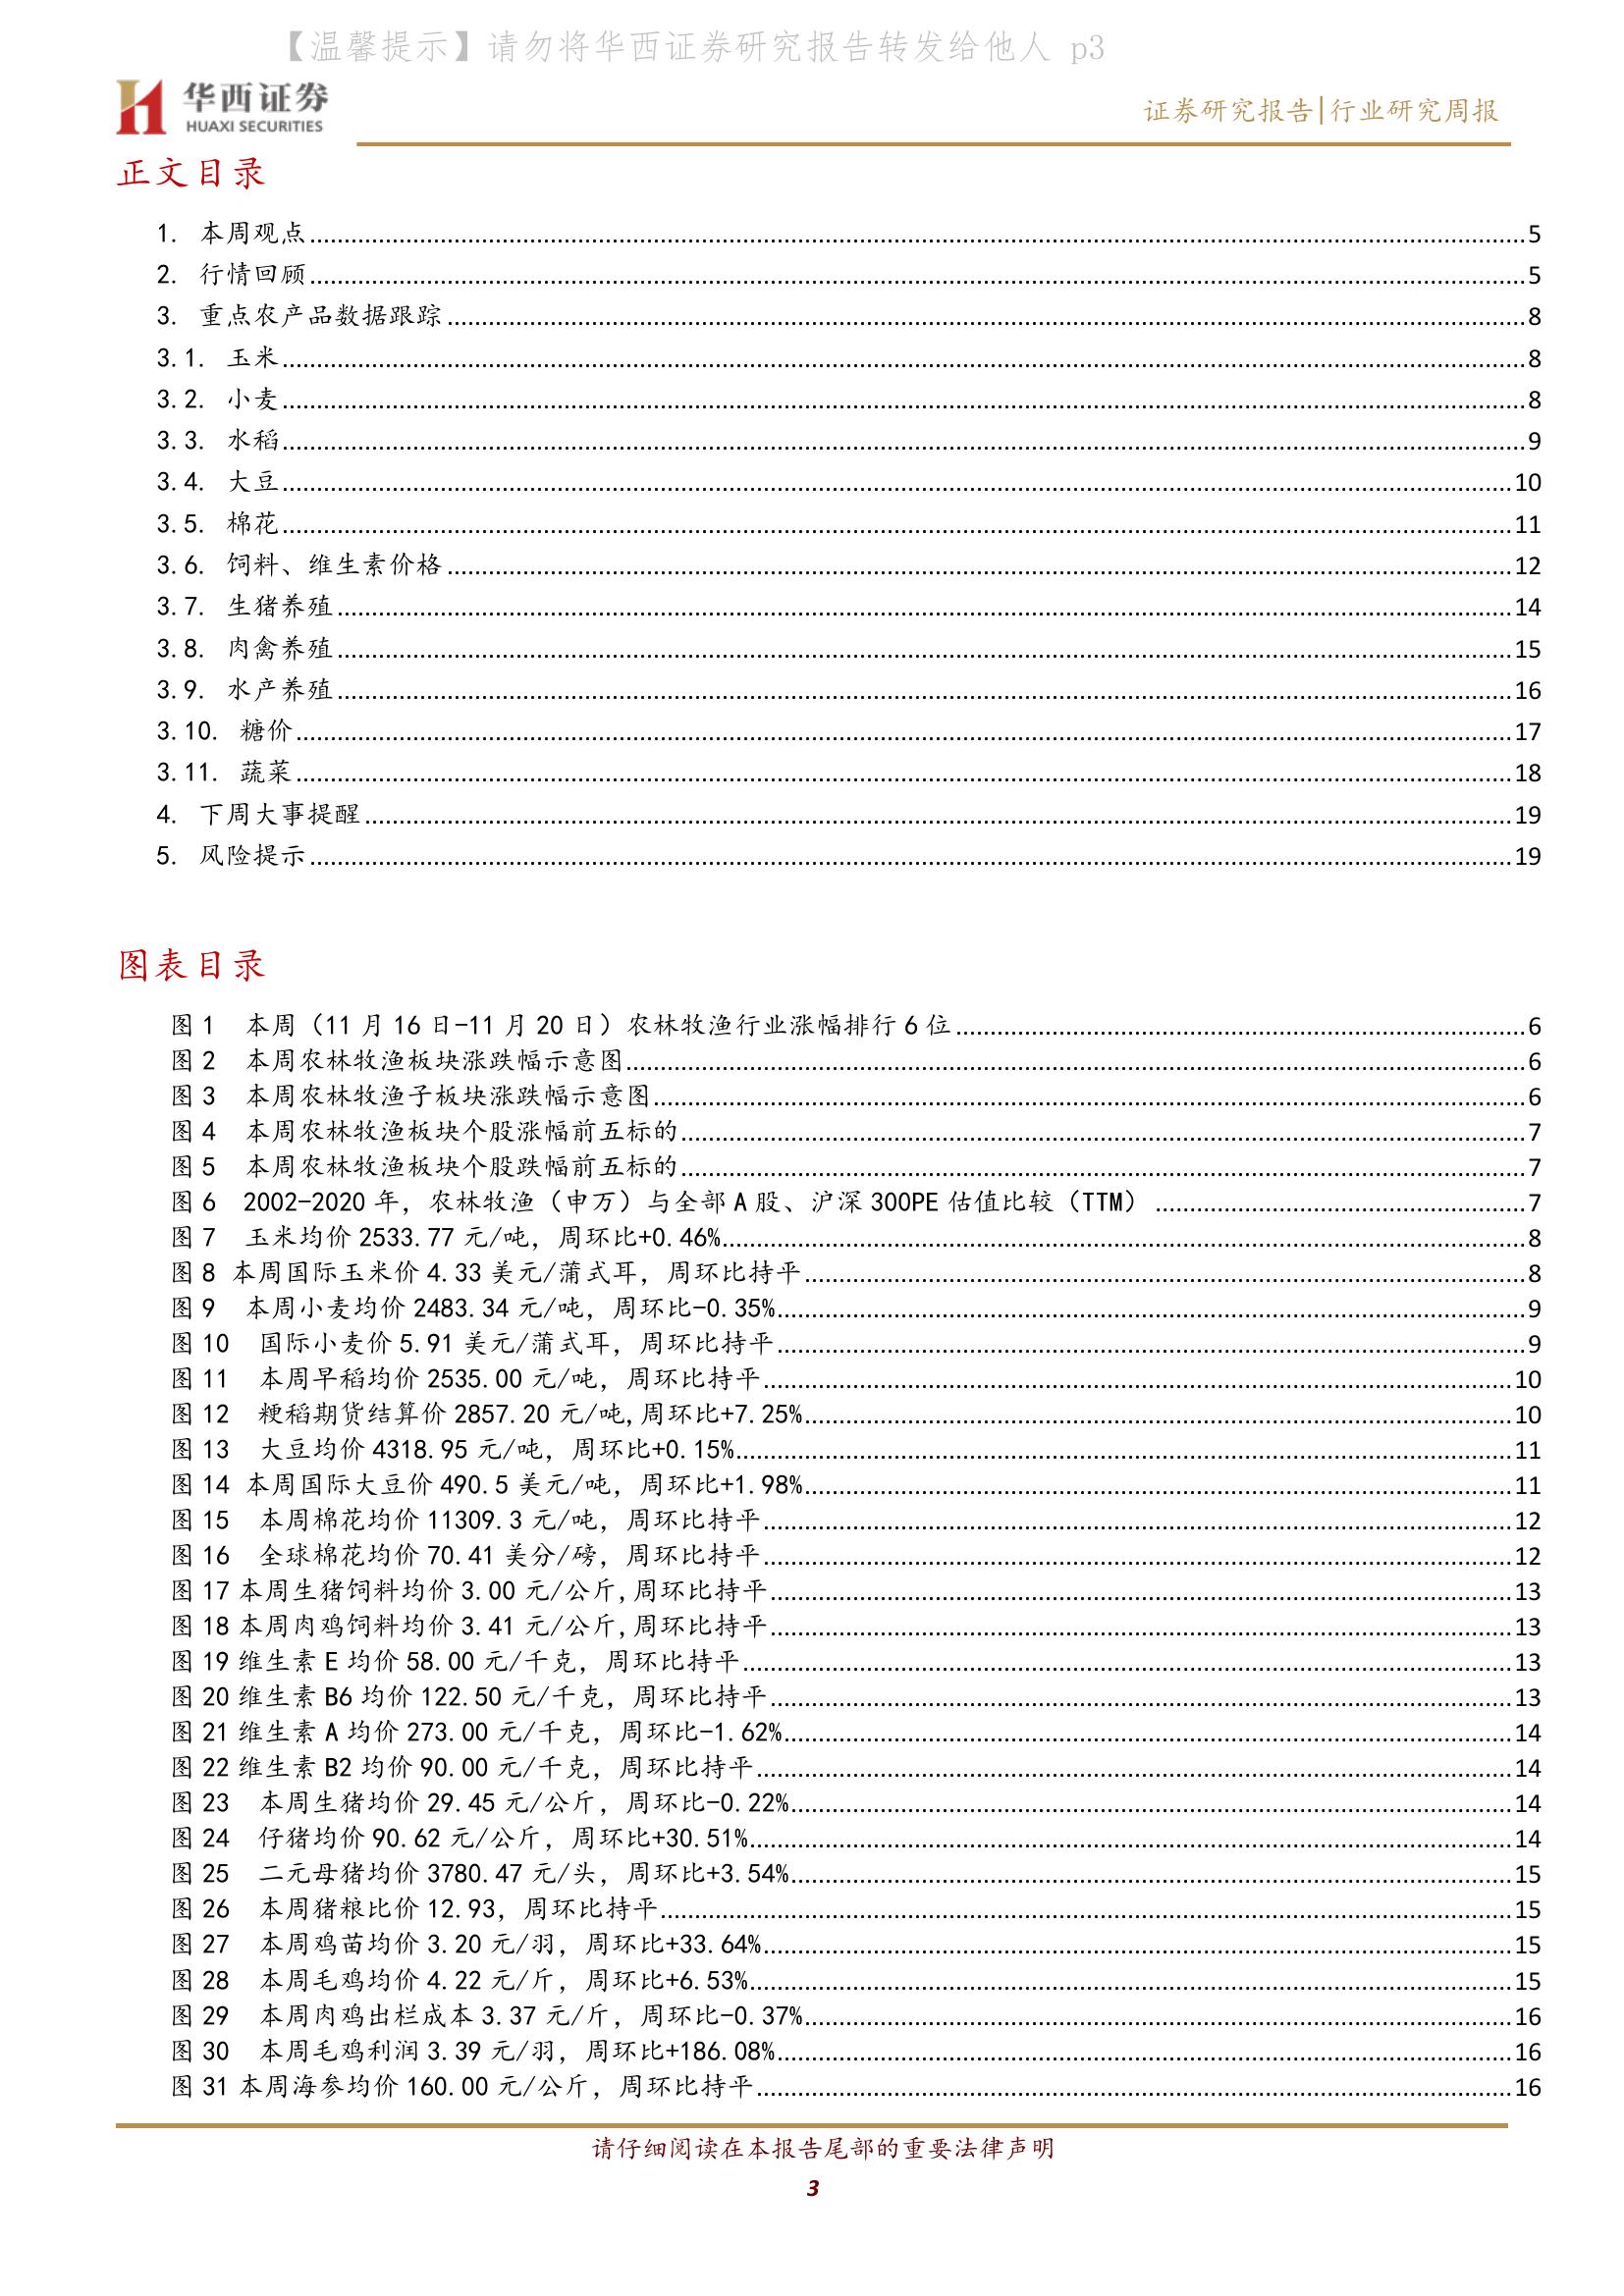 【温馨提示】请勿将华西证券研究报告转发给他人 p3
华西证券
HUAXI SECURITIES
证券研究报告|行业研究周报
正文目录
1. 本周观点 5
2. 行情回顾 5
3. 重点农产品数据跟踪 8
3.1. 玉米 8
3.2. 小麦 8
3.3. 水稻 9
3.4. 大豆 10
3.5. 棉花 11
3.6. 饲料、维生素价格 12
3.7. 生猪养殖 14
3.8. 肉禽养殖 15
3.9. 水产养殖 16
3.10. 糖价 17
3.11. 蔬菜 18
4. 下周大事提醒 19
5. 风险提示 19
图表目录
图 1 本周（11 月 16 日-11 月 20 日）农林牧渔行业涨幅排行 6 位 6
图 2 本周农林牧渔板块涨跌幅示意图 6
图 3 本周农林牧渔子板块涨跌幅示意图 6
图 4 本周农林牧渔板块个股涨幅前五标的 7
图 5 本周农林牧渔板块个股跌幅前五标的 7
图 6 2002-2020 年，农林牧渔（申万）与全部 A 股、沪深 300PE 估值比较（TTM） 7
图 7 玉米均价 2533.77 元/吨，周环比+0.46% 8
图 8 本周国际玉米价 4.33 美元/蒲式耳，周环比持平 8
图 9 本周小麦均价 2483.34 元/吨，周环比-0.35% 9
图 10 国际小麦价 5.91 美元/蒲式耳，周环比持平 9
图 11 本周早稻均价 2535.00 元/吨，周环比持平 10
图 12 粳稻期货结算价 2857.20 元/吨,周环比+7.25% 10
图 13 大豆均价 4318.95 元/吨，周环比+0.15% 11
图 14 本周国际大豆价 490.5 美元/吨，周环比+1.98% 11
图 15 本周棉花均价 11309.3 元/吨，周环比持平 12
图 16 全球棉花均价 70.41 美分/磅，周环比持平 12
图 17 本周生猪饲料均价 3.00 元/公斤,周环比持平 13
图 18 本周肉鸡饲料均价 3.41 元/公斤,周环比持平 13
图 19 维生素 E 均价 58.00 元/千克，周环比持平 13
图 20 维生素 B6 均价 122.50 元/千克，周环比持平 13
图 21 维生素 A 均价 273.00 元/千克，周环比-1.62% 14
图 22 维生素 B2 均价 90.00 元/千克，周环比持平 14
图 23 本周生猪均价 29.45 元/公斤，周环比-0.22% 14
图 24 仔猪均价 90.62 元/公斤，周环比+30.51% 14
图 25 二元母猪均价 3780.47 元/头，周环比+3.54% 15
图 26 本周猪粮比价 12.93，周环比持平 15
图 27 本周鸡苗均价 3.20 元/羽，周环比+33.64% 15
图 28 本周毛鸡均价 4.22 元/斤，周环比+6.53% 15
图 29 本周肉鸡出栏成本 3.37 元/斤，周环比-0.37% 16
图 30 本周毛鸡利润 3.39 元/羽，周环比+186.08% 16
图 31 本周海参均价 160.00 元/公斤，周环比持平 16
请仔细阅读在本报告尾部的重要法律声明
3